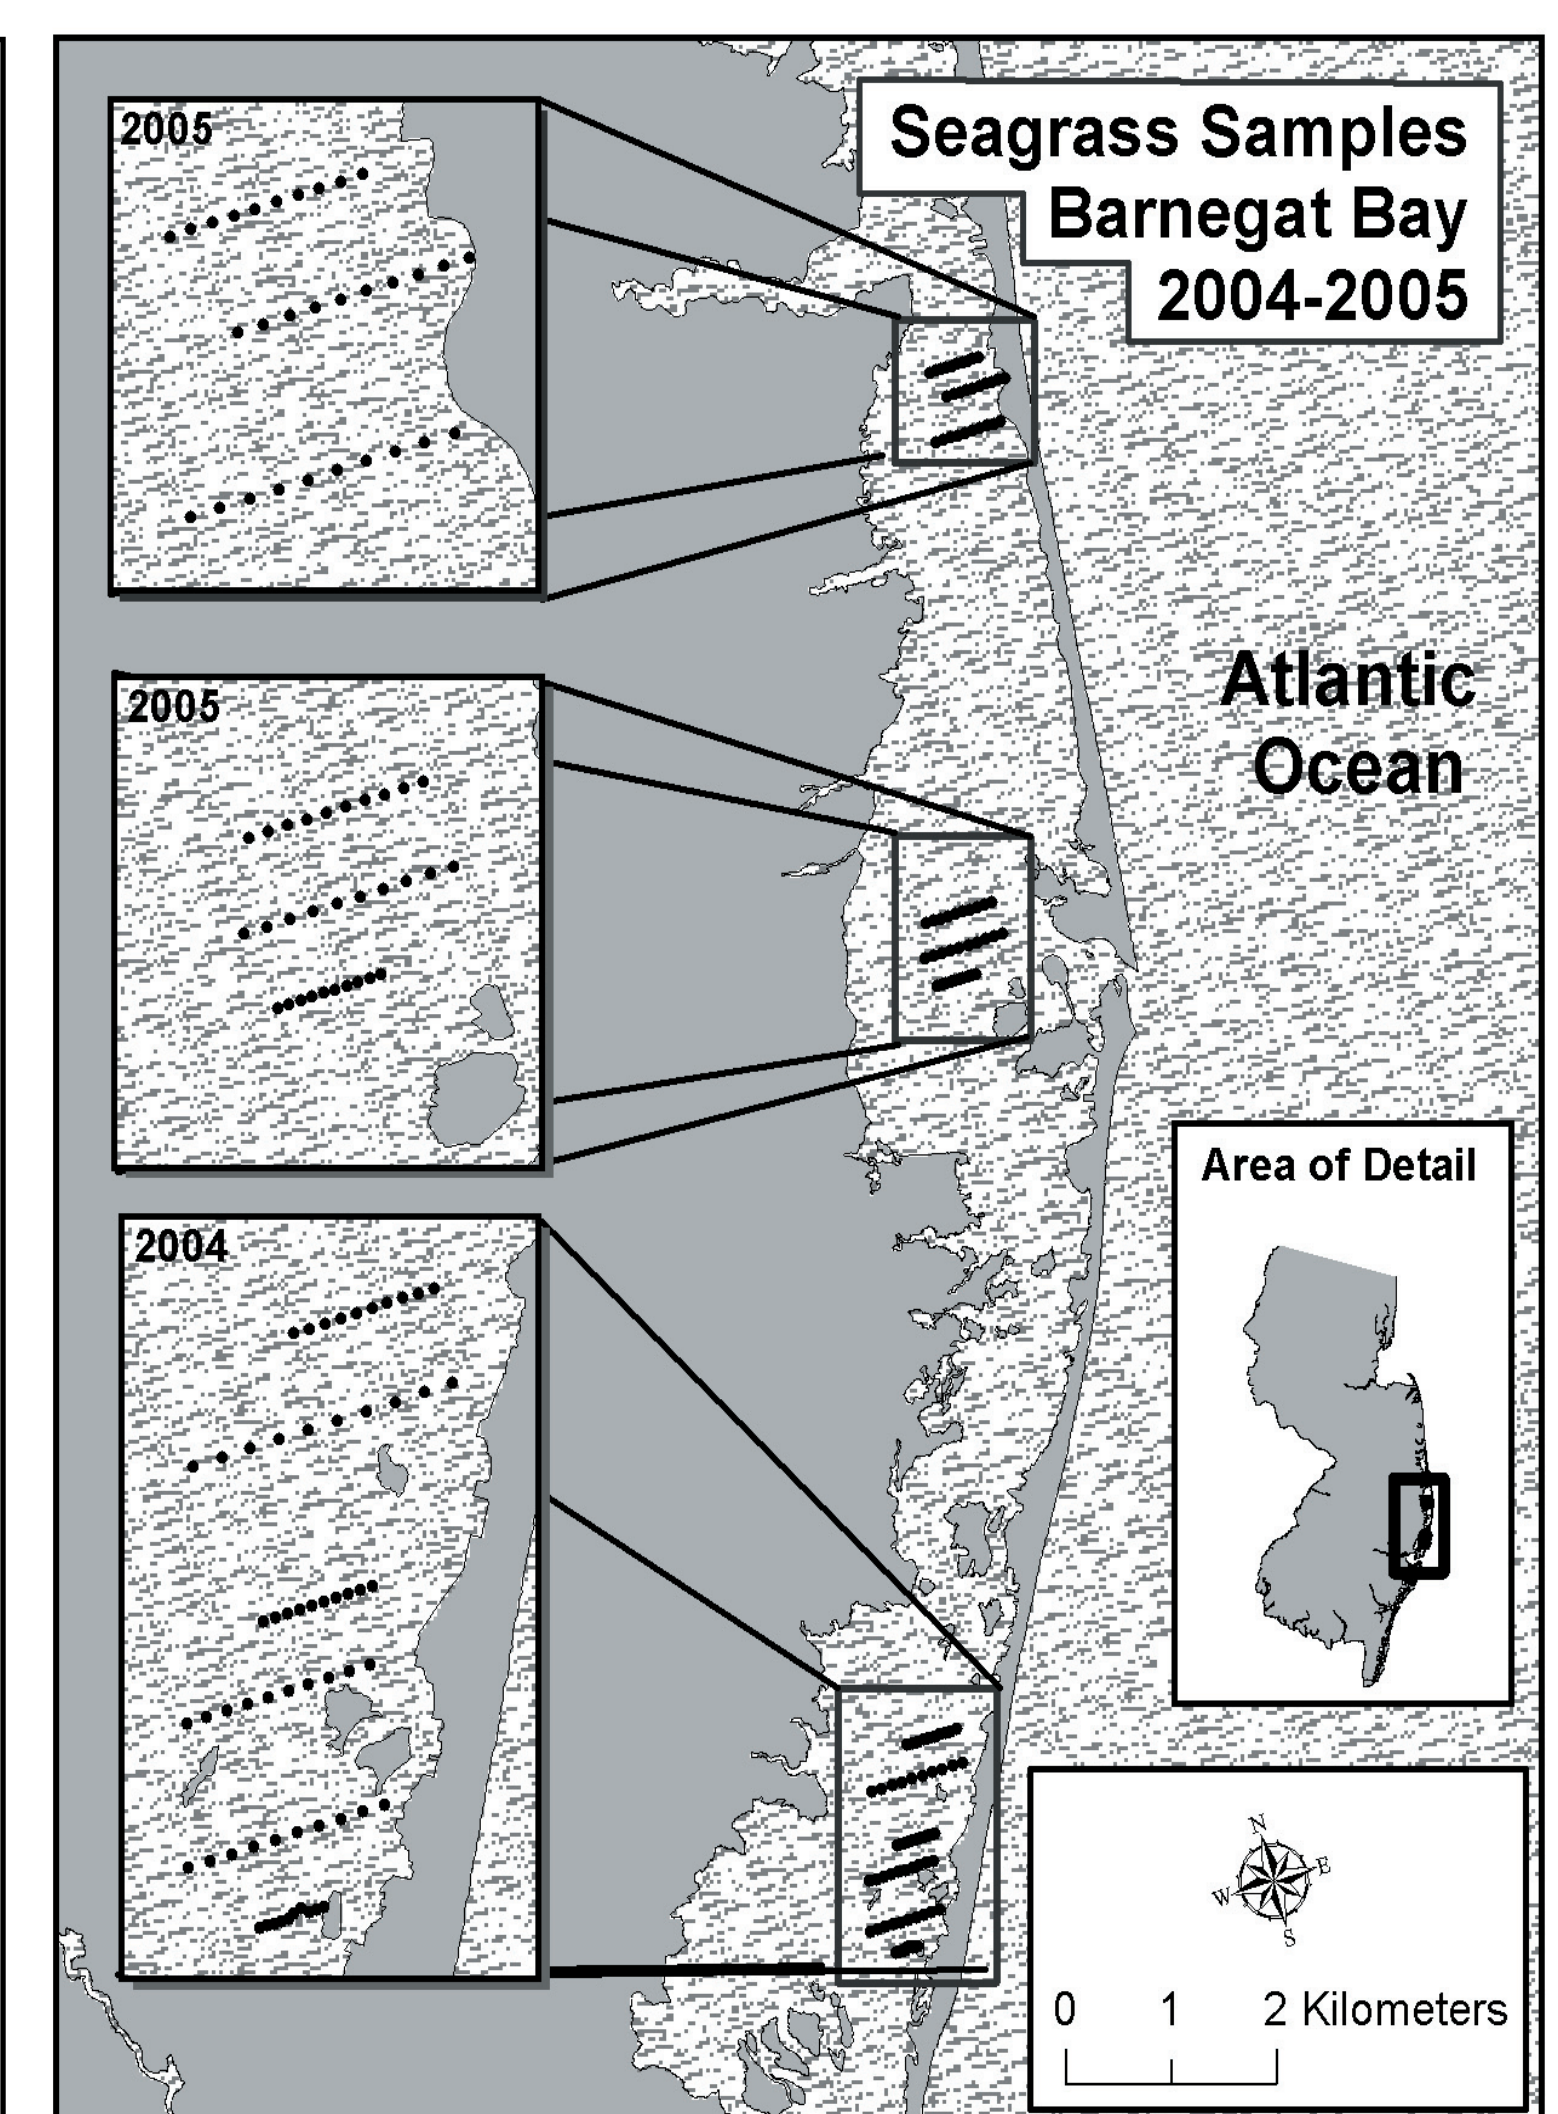 Seagrass Samples
Barnegat Bay
2004-2005
2005
2005
2004
Atlantic
Ocean
Area of Detail
N
E
W
S
0 1 2 Kilometers